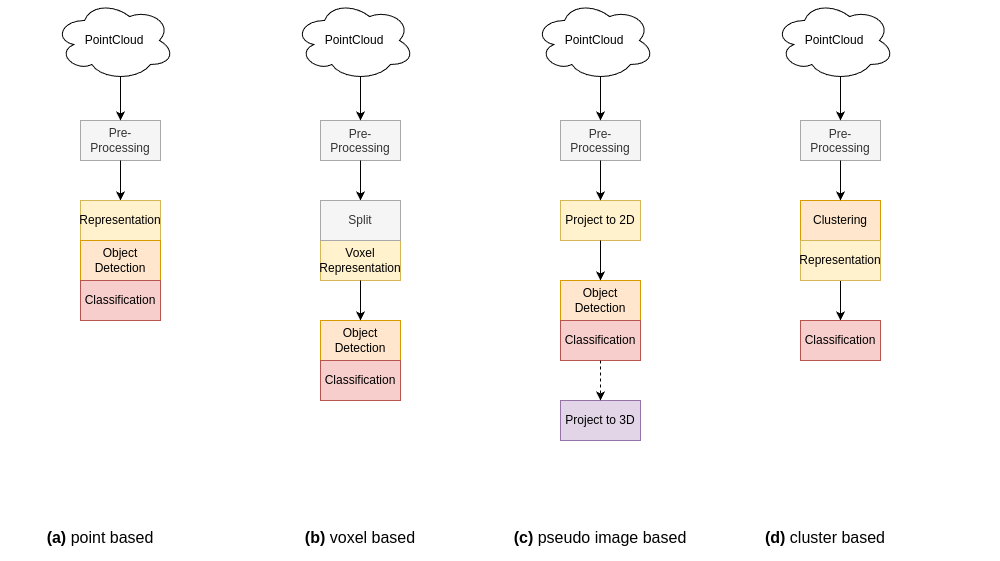 PointCloud
Pre-
Processing
Representation
Object
Detection
Classification
(a) point based
PointCloud
Pre-
Processing
Split
Voxel
Representation
Object
Detection
Classification
(b) voxel based
PointCloud
Pre-
Processing
Project to 2D
Object
Detection
Classification
Project to 3D
(c) pseudo image based
PointCloud
Pre-
Processing
Clustering
Representation
Classification
(d) cluster based